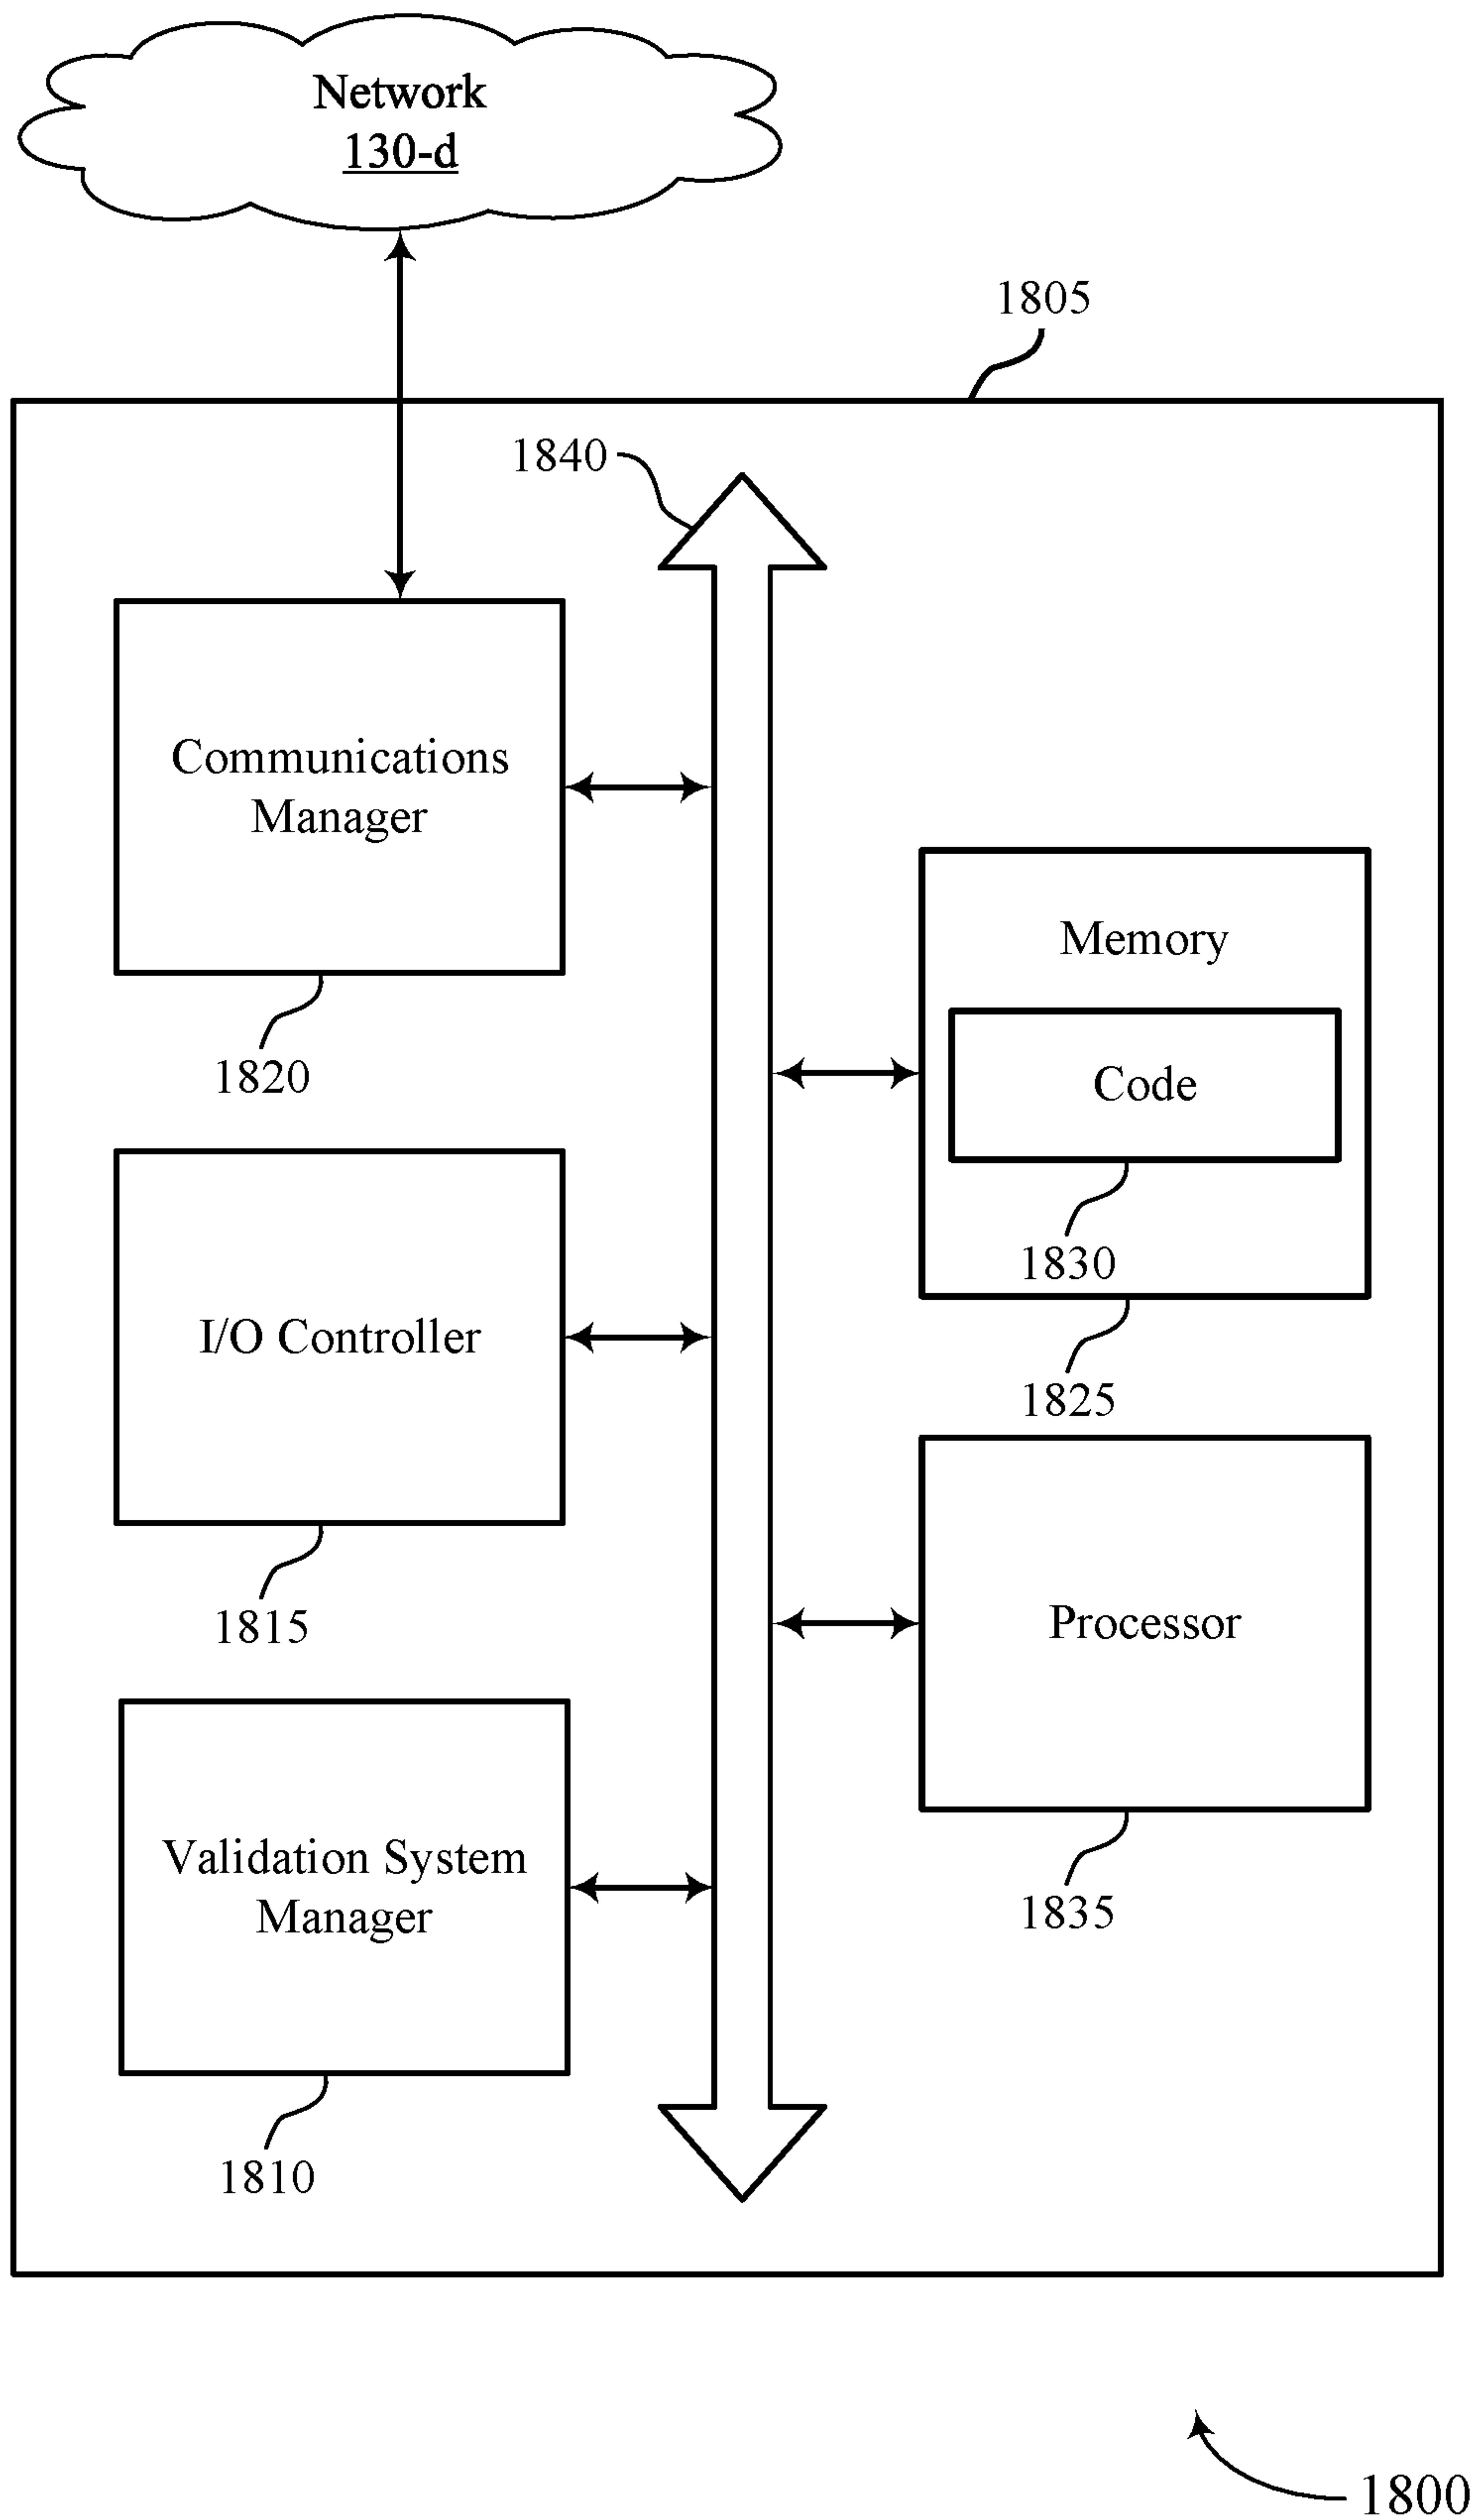 Network
130-d
1805
1840
Communications
Manager
1820
Memory
Code
1830
1825
I/O Controller
1815
Processor
1835
Validation System
Manager
1810
1800